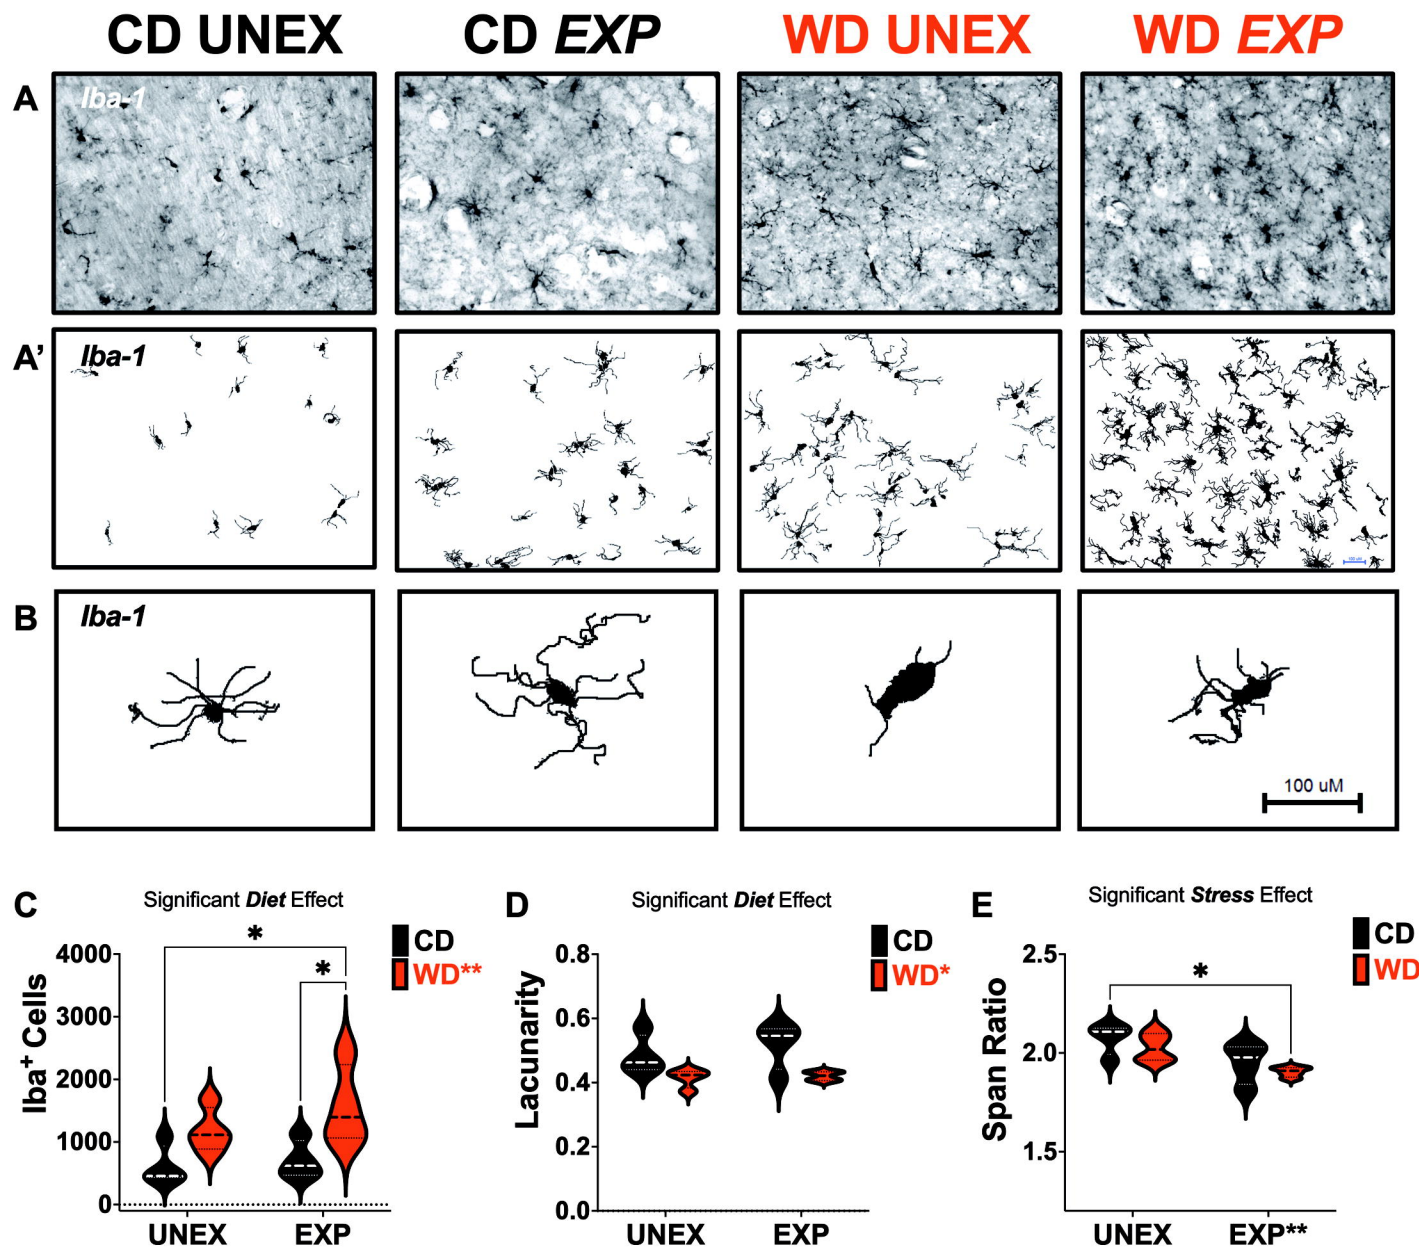 CD UNEX CD EXP WD UNEX WD EXP
A Iba-1
A' Iba-1
B Iba-1
100 uM
C Significant Diet Effect
CD
WD**
*
*
Iba+ Cells
4000
3000
2000
1000
0
UNEX EXP
D Significant Diet Effect
CD
WD*
Lacunarity
0.8
0.6
0.4
0.2
0.0
UNEX EXP
E Significant Stress Effect
CD
WD
*
Span Ratio
2.5
2.0
1.5
UNEX EXP**